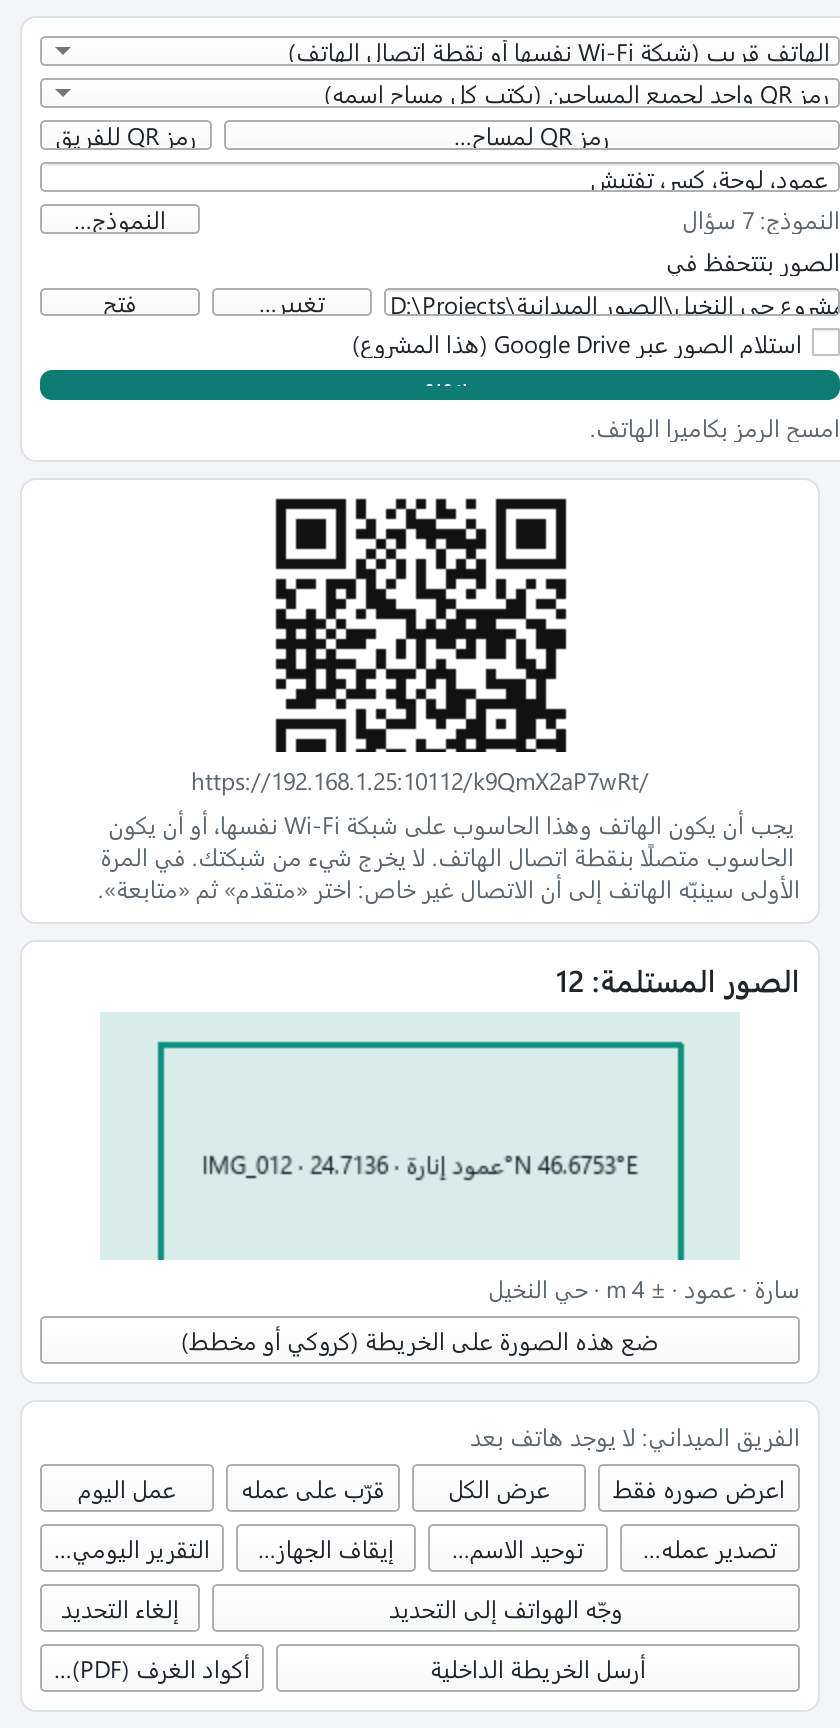 الهاتف قريب (شبكة Wi-Fi نفسها أو نقطة اتصال الهاتف)
رمز QR واحد لجميع المساحين (يكتب كل مساح اسمه)
رمز QR لمساح... رمز QR للفريق
عمود، لوحة، كسر، تفتيش
النموذج: 7 سؤال النموذج...
الصور بتتحفظ في
D:\Projects\مشروع حي النخيل\الصور الميدانية تغيير... فتح
استلام الصور عبر Google Drive (هذا المشروع)
امسح الرمز بكاميرا الهاتف.
https://192.168.1.25:10112/k9QmX2aP7wRt/
يجب أن يكون الهاتف وهذا الحاسوب على شبكة Wi-Fi نفسها، أو أن يكون
الحاسوب متصلًا بنقطة اتصال الهاتف. لا يخرج شيء من شبكتك. في المرة
الأولى سينبّه الهاتف إلى أن الاتصال غير خاص: اختر «متقدم» ثم «متابعة».
الصور المستلمة: 12
IMG_012 · 24.7136 · عمود إنارة°N 46.6753°E
سارة · عمود · ± 4 m · حي النخيل
ضع هذه الصورة على الخريطة (كروكي أو مخطط)
الفريق الميداني: لا يوجد هاتف بعد
اعرض صوره فقط عرض الكل قرّب على عمله عمل اليوم
تصدير عمله... توحيد الاسم... إيقاف الجهاز... التقرير اليومي...
وجّه الهواتف إلى التحديد إلغاء التحديد
أرسل الخريطة الداخلية أكواد الغرف (PDF)...